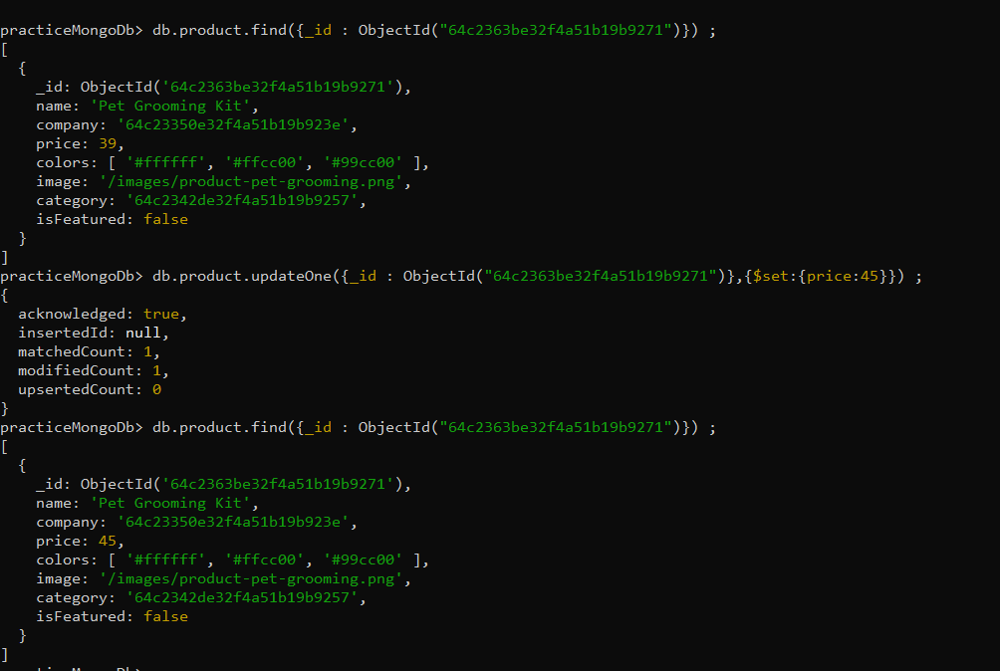 practiceMongoDb> db.product.find({_id : ObjectId("64c2363be32f4a51b19b9271")}) ;
[
  {
    _id: ObjectId('64c2363be32f4a51b19b9271'),
    name: 'Pet Grooming Kit',
    company: '64c23350e32f4a51b19b923e',
    price: 39,
    colors: [ '#ffffff', '#ffcc00', '#99cc00' ],
    image: '/images/product-pet-grooming.png',
    category: '64c2342de32f4a51b19b9257',
    isFeatured: false
  }
]
practiceMongoDb> db.product.updateOne({_id : ObjectId("64c2363be32f4a51b19b9271")},{$set:{price:45}}) ;
{
  acknowledged: true,
  insertedId: null,
  matchedCount: 1,
  modifiedCount: 1,
  upsertedCount: 0
}
practiceMongoDb> db.product.find({_id : ObjectId("64c2363be32f4a51b19b9271")}) ;
[
  {
    _id: ObjectId('64c2363be32f4a51b19b9271'),
    name: 'Pet Grooming Kit',
    company: '64c23350e32f4a51b19b923e',
    price: 45,
    colors: [ '#ffffff', '#ffcc00', '#99cc00' ],
    image: '/images/product-pet-grooming.png',
    category: '64c2342de32f4a51b19b9257',
    isFeatured: false
  }
]